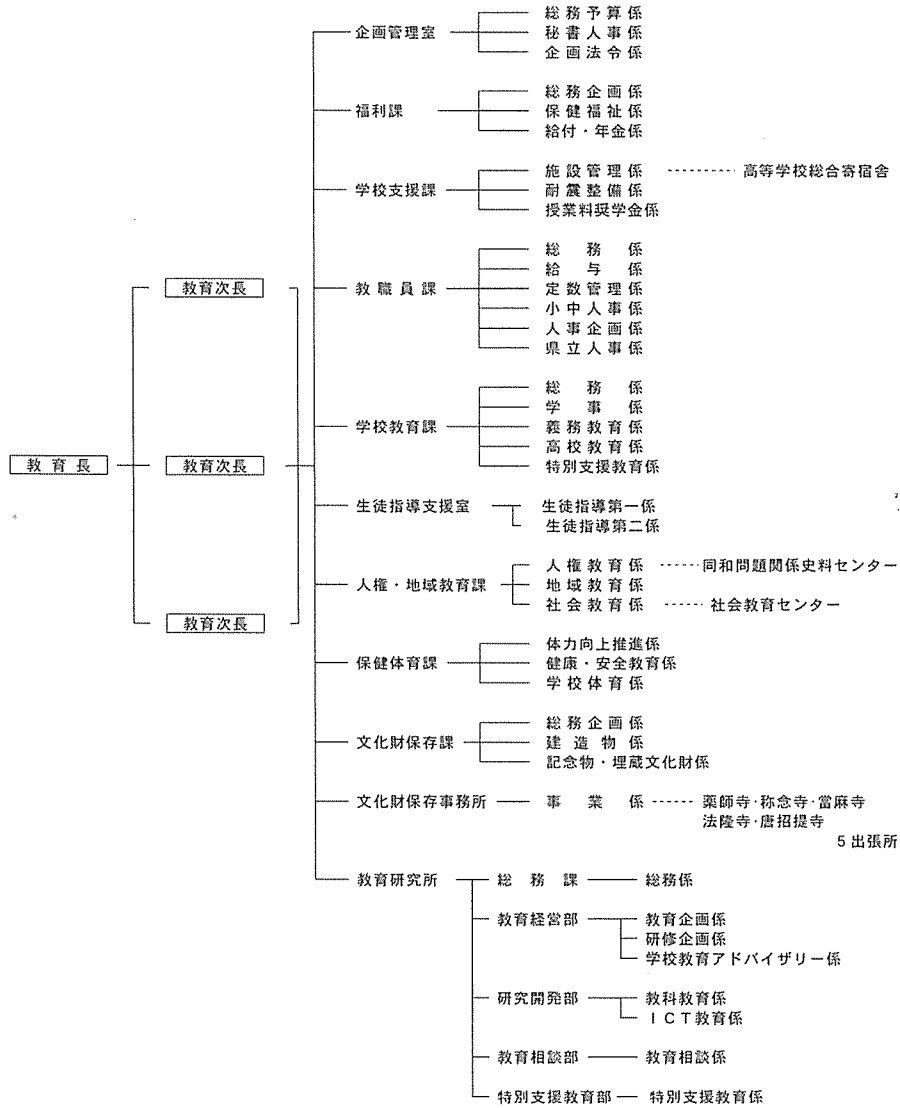 教育長
教育次長
教育次長
教育次長
企画管理室
総務予算係
秘書人事係
企画法令係
福利課
総務企画係
保健福祉係
給付・年金係
学校支援課
施設管理係 高等学校総合寄宿舎
耐震整備係
授業料奨学金係
教職員課
総務係
給与係
定数管理係
小中人事係
人事企画係
県立人事係
学校教育課
総務係
学事係
義務教育係
高校教育係
特別支援教育係
生徒指導支援室
生徒指導第一係
生徒指導第二係
人権・地域教育課
人権教育係 同和問題関係史料センター
地域教育係
社会教育係 社会教育センター
保健体育課
体力向上推進係
健康・安全教育係
学校体育係
文化財保存課
総務企画係
建造物係
記念物・埋蔵文化財係
文化財保存事務所 事業係 薬師寺・称念寺・當麻寺
法隆寺・唐招提寺
5出張所
教育研究所
総務課 総務係
教育経営部 教育企画係
研修企画係
学校教育アドバイザリー係
研究開発部 教科教育係
ICT教育係
教育相談部 教育相談係
特別支援教育部 特別支援教育係